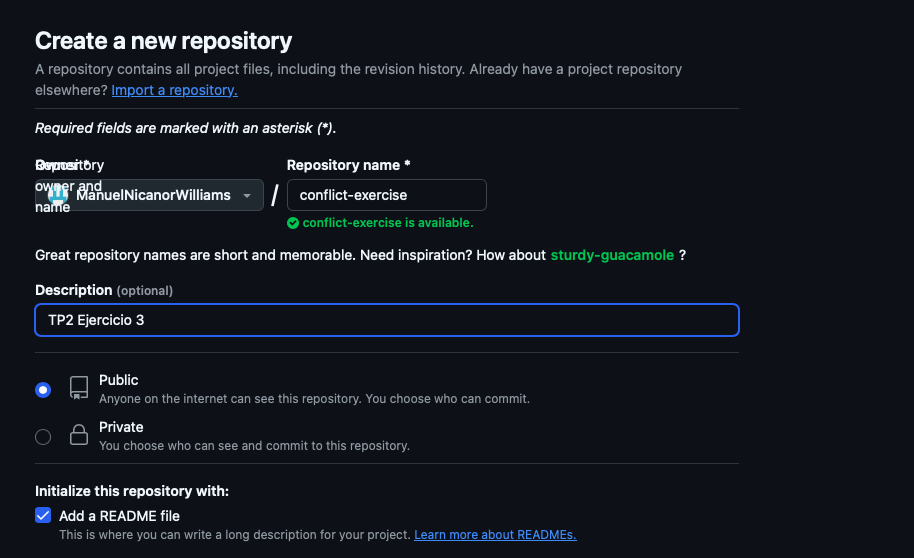 Create a new repository
A repository contains all project files, including the revision history. Already have a project repository
elsewhere? Import a repository.
Required fields are marked with an asterisk (*).
Owner *
Repository
owner and
name
ManuelNicanorWilliams
/
Repository name *
conflict-exercise
conflict-exercise is available.
Great repository names are short and memorable. Need inspiration? How about sturdy-guacamole ?
Description (optional)
TP2 Ejercicio 3
Public
Anyone on the internet can see this repository. You choose who can commit.
Private
You choose who can see and commit to this repository.
Initialize this repository with:
Add a README file
This is where you can write a long description for your project. Learn more about READMEs.